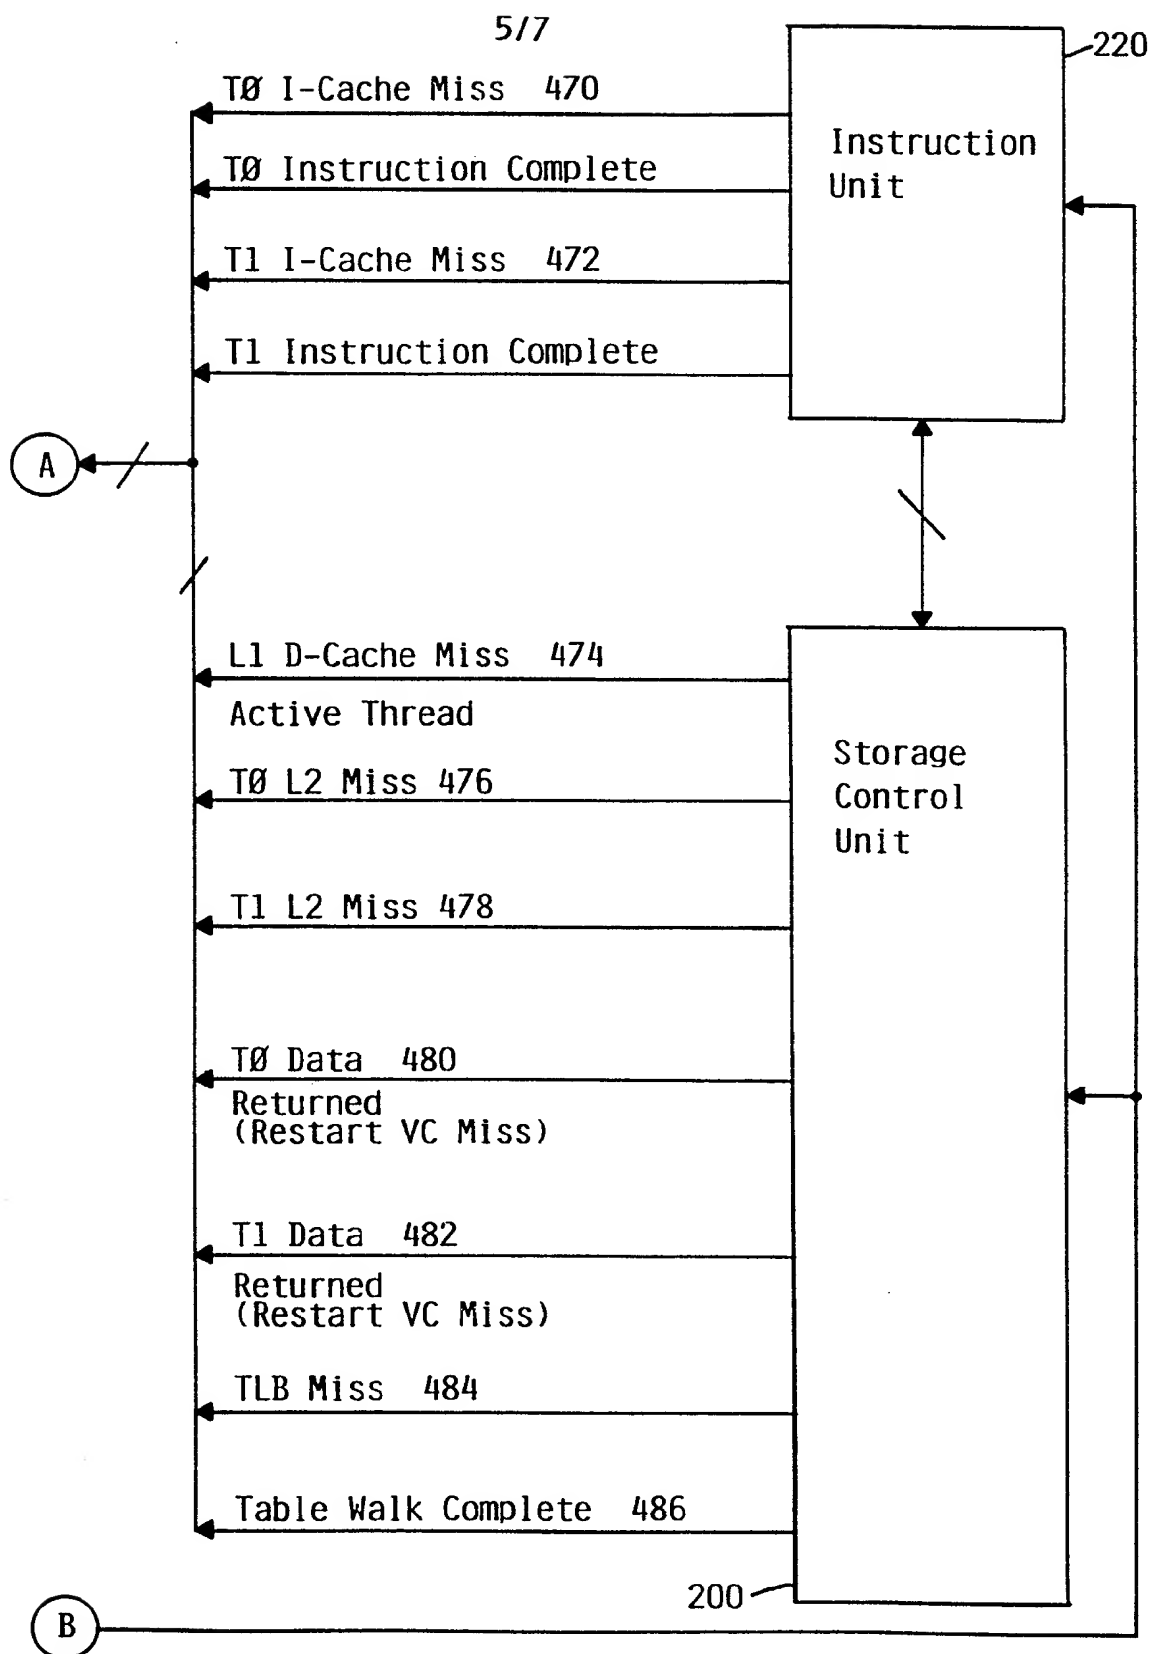 5/7
220
TØ I-Cache Miss 470
Instruction
Unit
TØ Instruction Complete
T1 I-Cache Miss 472
T1 Instruction Complete
A
L1 D-Cache Miss 474
Active Thread
Storage
Control
Unit
TØ L2 Miss 476
T1 L2 Miss 478
TØ Data 480
Returned
(Restart VC Miss)
T1 Data 482
Returned
(Restart VC Miss)
TLB Miss 484
Table Walk Complete 486
200
B